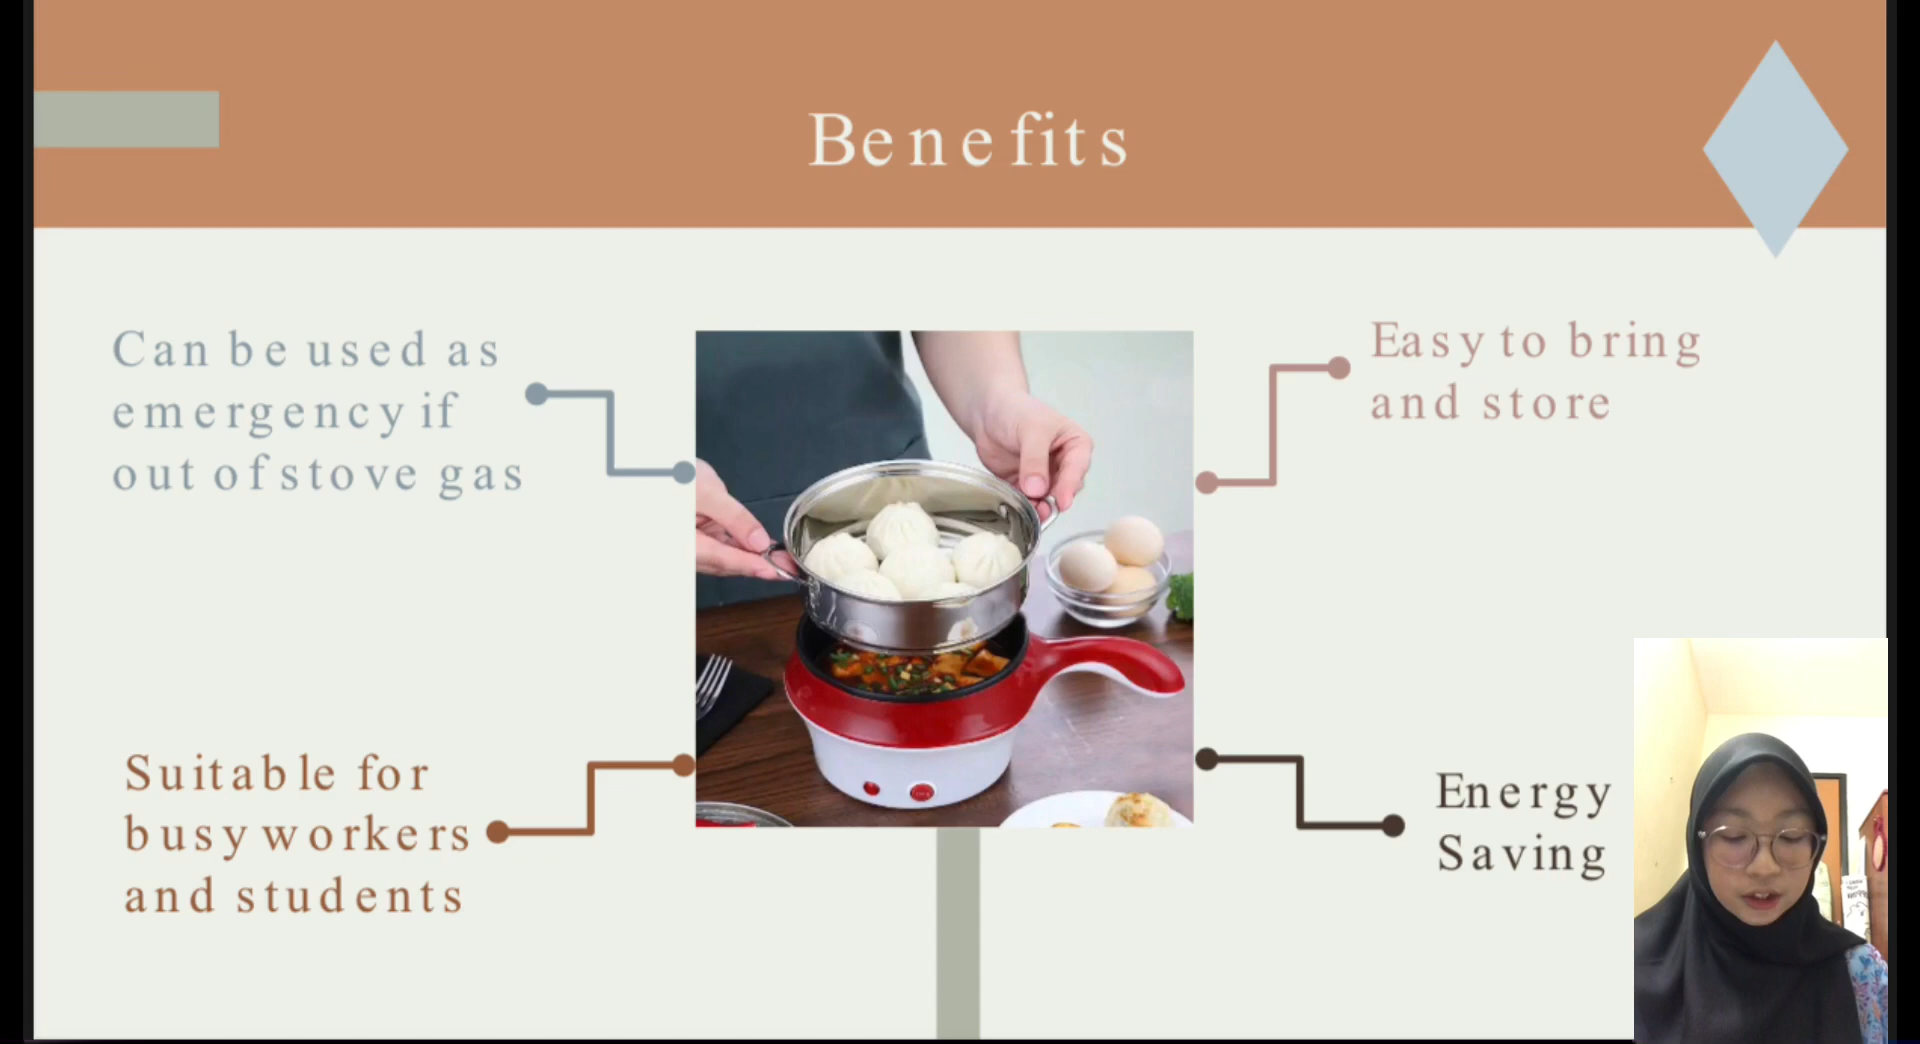 Benefits
Can be used as
emergency if
out of stove gas
Easy to bring
and store
Suitable for
busy workers
and students
Energy
Saving